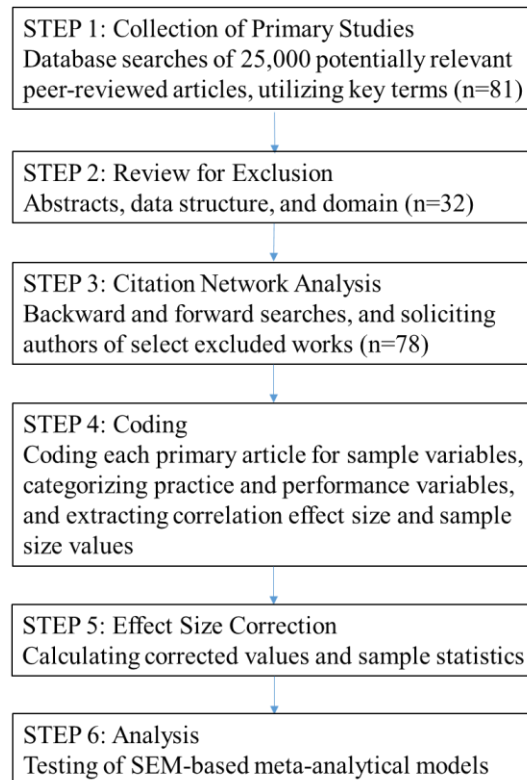 STEP 1: Collection of Primary Studies
Database searches of 25,000 potentially relevant
peer-reviewed articles, utilizing key terms (n=81)
STEP 2: Review for Exclusion
Abstracts, data structure, and domain (n=32)
STEP 3: Citation Network Analysis
Backward and forward searches, and soliciting
authors of select excluded works (n=78)
STEP 4: Coding
Coding each primary article for sample variables,
categorizing practice and performance variables,
and extracting correlation effect size and sample
size values
STEP 5: Effect Size Correction
Calculating corrected values and sample statistics
STEP 6: Analysis
Testing of SEM-based meta-analytical models